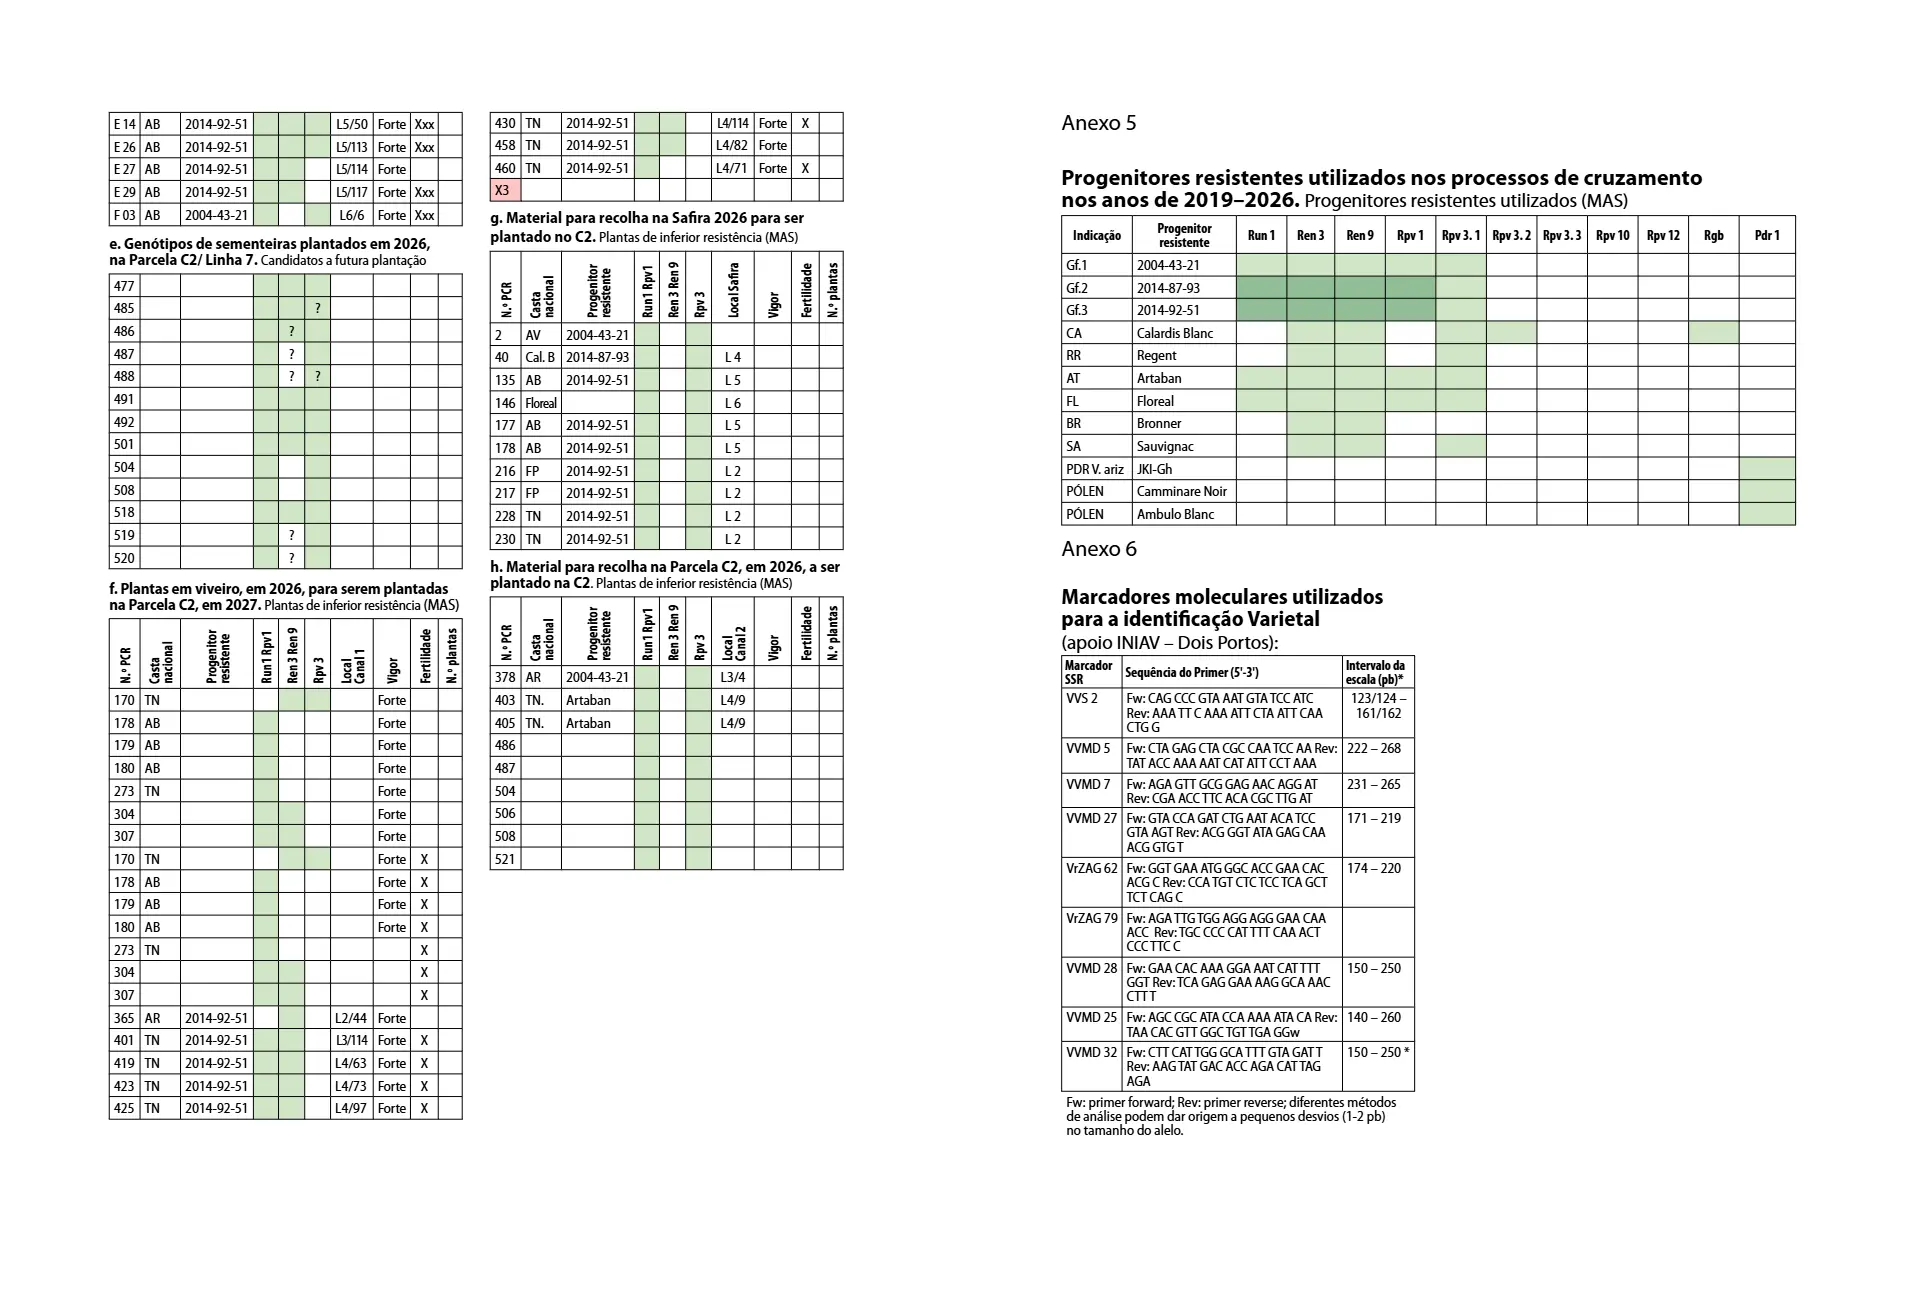 E 14 AB 2014-92-51 L5/50 Forte Xxx
E 26 AB 2014-92-51 L5/113 Forte Xxx
E 27 AB 2014-92-51 L5/114 Forte
E 29 AB 2014-92-51 L5/117 Forte Xxx
F 03 AB 2004-43-21 L6/6 Forte Xxx
e. Genótipos de sementeiras plantados em 2026,
na Parcela C2/ Linha 7. Candidatos a futura plantação
477
485 ?
486 ?
487 ?
488 ? ?
491
492
501
504
508
518
519 ?
520 ?
f. Plantas em viveiro, em 2026, para serem plantadas
na Parcela C2, em 2027. Plantas de inferior resistência (MAS)
N.º PCR Casta nacional Progenitor resistente Run1 Rpv1 Ren 3 Ren 9 Rpv 3 Local Canal 1 Vigor Fertilidade N.º plantas
170 TN Forte
178 AB Forte
179 AB Forte
180 AB Forte
273 TN Forte
304 Forte
307 Forte
170 TN Forte X
178 AB Forte X
179 AB Forte X
180 AB Forte X
273 TN X
304 X
307 X
365 AR 2014-92-51 L2/44 Forte
401 TN 2014-92-51 L3/114 Forte X
419 TN 2014-92-51 L4/63 Forte X
423 TN 2014-92-51 L4/73 Forte X
425 TN 2014-92-51 L4/97 Forte X
430 TN 2014-92-51 L4/114 Forte X
458 TN 2014-92-51 L4/82 Forte
460 TN 2014-92-51 L4/71 Forte X
X3
g. Material para recolha na Safira 2026 para ser
plantado no C2. Plantas de inferior resistência (MAS)
N.º PCR Casta nacional Progenitor resistente Run1 Rpv1 Ren 3 Ren 9 Rpv 3 Local Safira Vigor Fertilidade N.º plantas
2 AV 2004-43-21
40 Cal. B 2014-87-93 L 4
135 AB 2014-92-51 L 5
146 Floreal L 6
177 AB 2014-92-51 L 5
178 AB 2014-92-51 L 5
216 FP 2014-92-51 L 2
217 FP 2014-92-51 L 2
228 TN 2014-92-51 L 2
230 TN 2014-92-51 L 2
h. Material para recolha na Parcela C2, em 2026, a ser
plantado na C2. Plantas de inferior resistência (MAS)
N.º PCR Casta nacional Progenitor resistente Run1 Rpv1 Ren 3 Ren 9 Rpv 3 Local Canal 2 Vigor Fertilidade N.º plantas
378 AR 2004-43-21 L3/4
403 TN. Artaban L4/9
405 TN. Artaban L4/9
486
487
504
506
508
521
Anexo 5
Progenitores resistentes utilizados nos processos de cruzamento
nos anos de 2019–2026. Progenitores resistentes utilizados (MAS)
Indicação Progenitor resistente Run 1 Ren 3 Ren 9 Rpv 1 Rpv 3. 1 Rpv 3. 2 Rpv 3. 3 Rpv 10 Rpv 12 Rgb Pdr 1
Gf.1 2004-43-21
Gf.2 2014-87-93
Gf.3 2014-92-51
CA Calardis Blanc
RR Regent
AT Artaban
FL Floreal
BR Bronner
SA Sauvignac
PDR V. ariz JKI-Gh
PÓLEN Camminare Noir
PÓLEN Ambulo Blanc
Anexo 6
Marcadores moleculares utilizados
para a identificação Varietal
(apoio INIAV – Dois Portos):
Marcador SSR Sequência do Primer (5'-3') Intervalo da escala (pb)*
VVS 2 Fw: CAG CCC GTA AAT GTA TCC ATC 123/124 –
Rev: AAA TT C AAA ATT CTA ATT CAA 161/162
CTG G
VVMD 5 Fw: CTA GAG CTA CGC CAA TCC AA Rev: 222 – 268
TAT ACC AAA AAT CAT ATT CCT AAA
VVMD 7 Fw: AGA GTT GCG GAG AAC AGG AT 231 – 265
Rev: CGA ACC TTC ACA CGC TTG AT
VVMD 27 Fw: GTA CCA GAT CTG AAT ACA TCC 171 – 219
GTA AGT Rev: ACG GGT ATA GAG CAA
ACG GTG T
VrZAG 62 Fw: GGT GAA ATG GGC ACC GAA CAC 174 – 220
ACG C Rev: CCA TGT CTC TCC TCA GCT
TCT CAG C
VrZAG 79 Fw: AGA TTG TGG AGG AGG GAA CAA
ACC Rev: TGC CCC CAT TTT CAA ACT
CCC TTC C
VVMD 28 Fw: GAA CAC AAA GGA AAT CAT TTT 150 – 250
GGT Rev: TCA GAG GAA AAG GCA AAC
CTT T
VVMD 25 Fw: AGC CGC ATA CCA AAA ATA CA Rev: 140 – 260
TAA CAC GTT GGC TGT TGA GGw
VVMD 32 Fw: CTT CAT TGG GCA TTT GTA GAT T 150 – 250 *
Rev: AAG TAT GAC ACC AGA CAT TAG
AGA
Fw: primer forward; Rev: primer reverse; diferentes métodos
de análise podem dar origem a pequenos desvios (1-2 pb)
no tamanho do alelo.